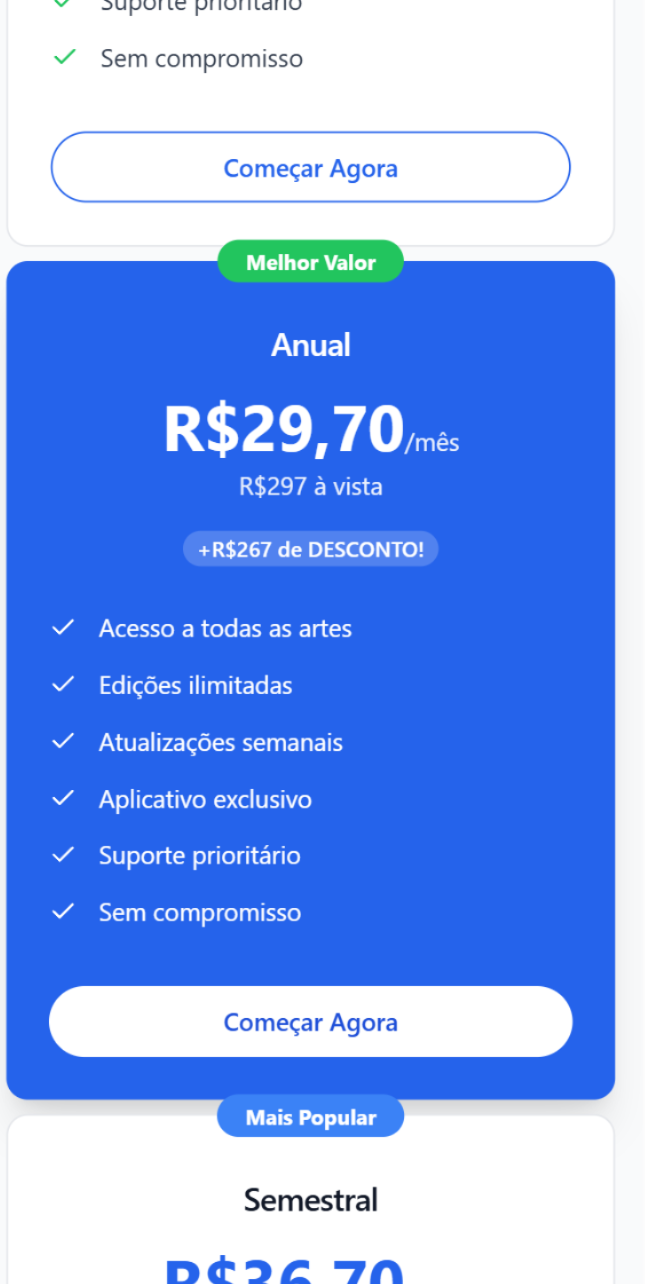 Suporte prioritário
Sem compromisso
Começar Agora
Melhor Valor
Anual
R$29,70/mês
R$297 à vista
+R$267 de DESCONTO!
Acesso a todas as artes
Edições ilimitadas
Atualizações semanais
Aplicativo exclusivo
Suporte prioritário
Sem compromisso
Começar Agora
Mais Popular
Semestral
R$36,70